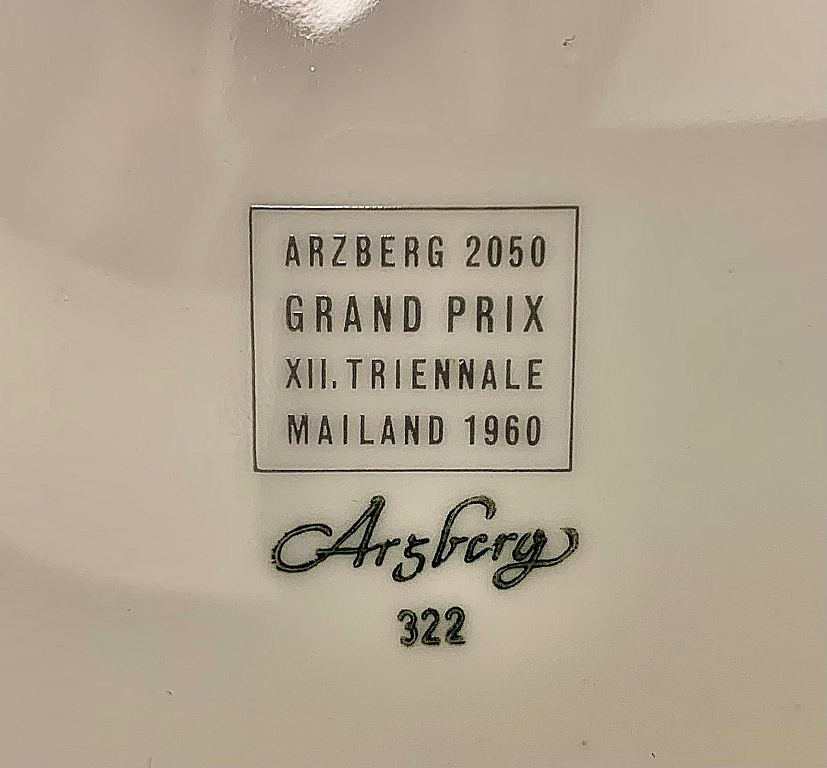 ARZBERG 2050
GRAND PRIX
XII. TRIENNALE
MAILAND 1960
Arzberg
322